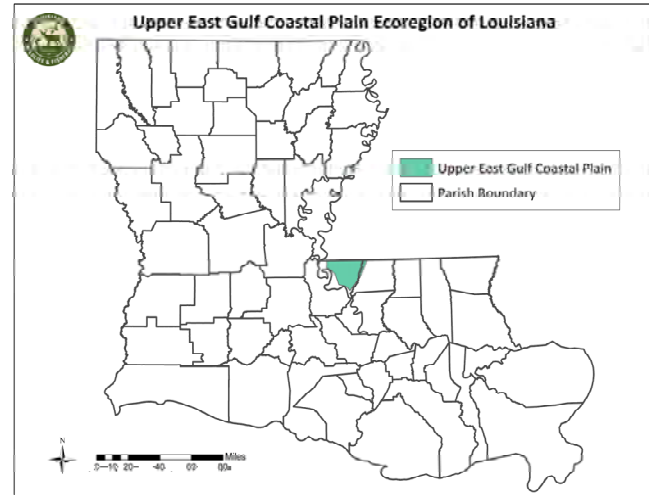 Upper East Gulf Coastal Plain Ecoregion of Louisiana
Upper East Gulf Coastal Plain
Parish Boundary
N
Miles